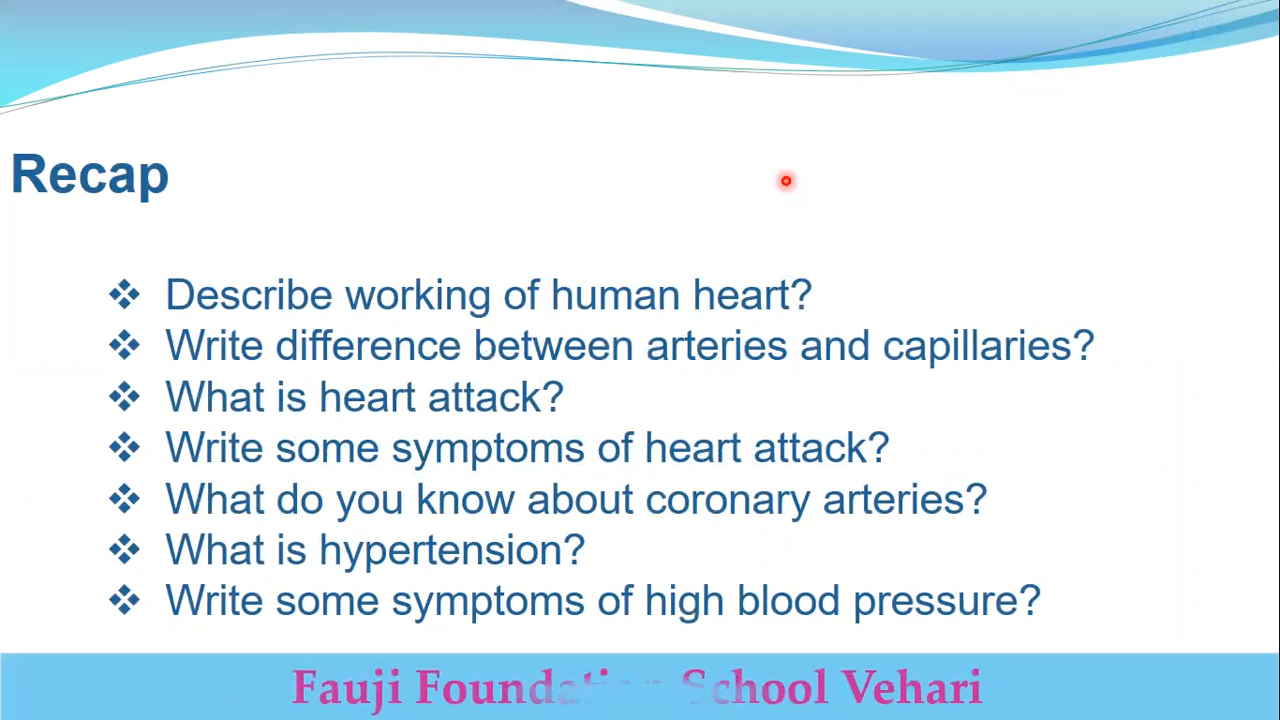 Recap
❖ Describe working of human heart?
❖ Write difference between arteries and capillaries?
❖ What is heart attack?
❖ Write some symptoms of heart attack?
❖ What do you know about coronary arteries?
❖ What is hypertension?
❖ Write some symptoms of high blood pressure?
Fauji Foundation School Vehari